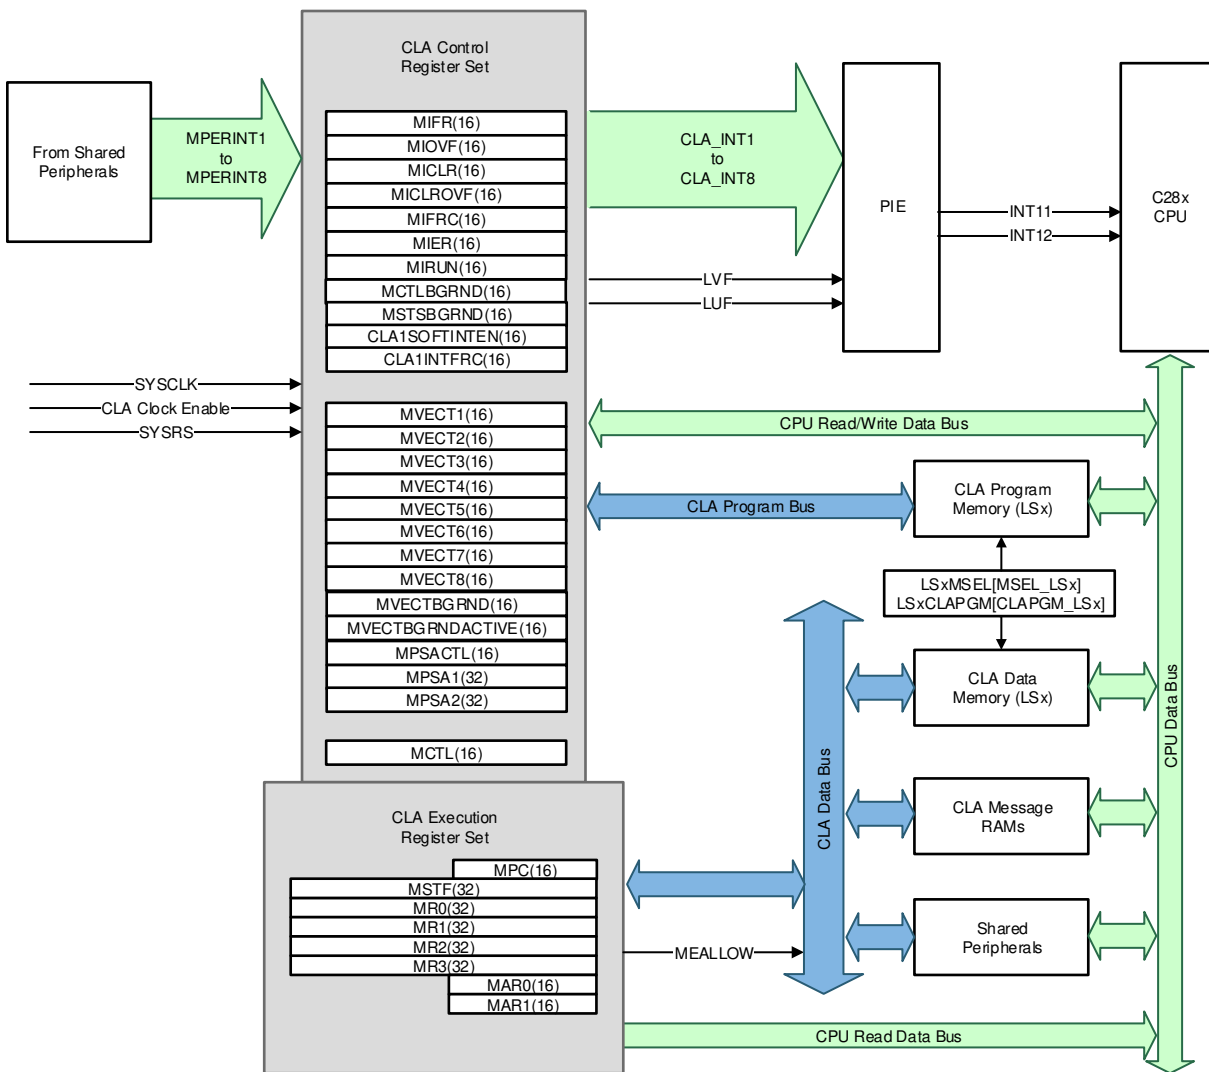 CLA Control
Register Set
From Shared
Peripherals
MPERINT1
to
MPERINT8
MIFR(16)
MIOVF(16)
MICLR(16)
MICLROVF(16)
MIFRC(16)
MIER(16)
MIRUN(16)
MCTLBGRND(16)
MSTSBGRND(16)
CLA1SOFTINTEN(16)
CLA1INTFRC(16)
CLA_INT1
to
CLA_INT8
LVF
LUF
PIE
INT11
INT12
C28x
CPU
SYSCLK
CLA Clock Enable
SYSRS
MVECT1(16)
MVECT2(16)
MVECT3(16)
MVECT4(16)
MVECT5(16)
MVECT6(16)
MVECT7(16)
MVECT8(16)
MVECTBGRND(16)
MVECTBGRNDACTIVE(16)
MPSACTL(16)
MPSA1(32)
MPSA2(32)
MCTL(16)
CPU Read/Write Data Bus
CLA Program Bus
CLA Program
Memory (LSx)
LSxMSEL[MSEL_LSx]
LSxCLAPGM[CLAPGM_LSx]
CLA Data
Memory (LSx)
CLA Data Bus
CPU Data Bus
CLA Message
RAMs
Shared
Peripherals
CLA Execution
Register Set
MPC(16)
MSTF(32)
MR0(32)
MR1(32)
MR2(32)
MR3(32)
MAR0(16)
MAR1(16)
MEALLOW
CPU Read Data Bus